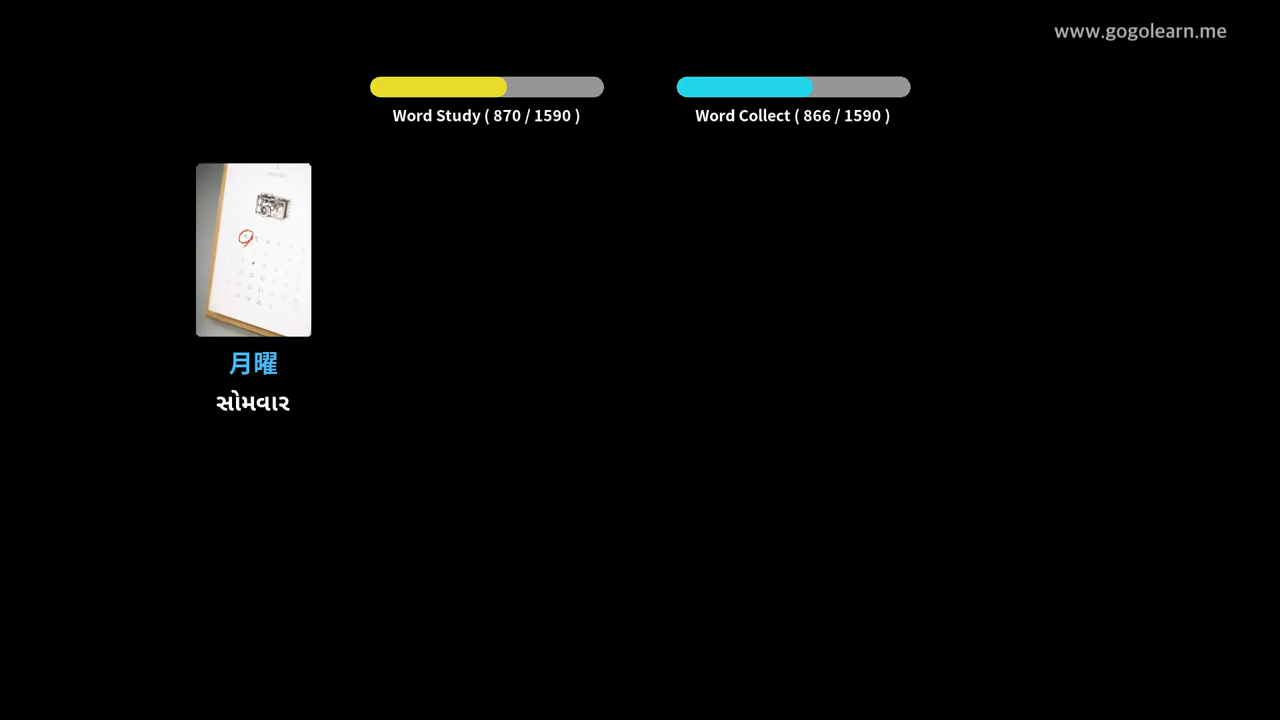 www.gogolearn.me
Word Study ( 870 / 1590 )
Word Collect ( 866 / 1590 )
月曜
સોમવાર